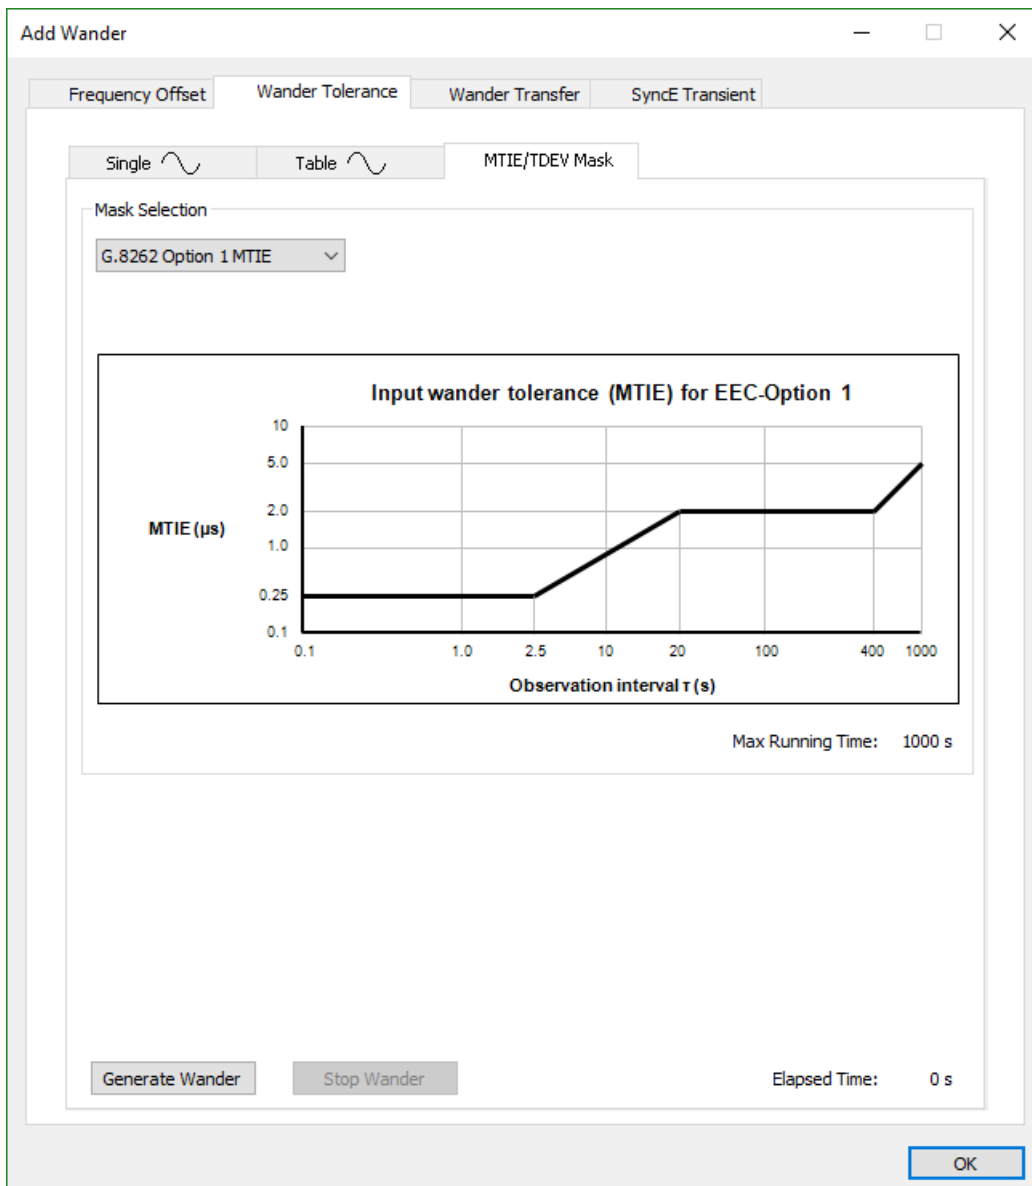 Add Wander
Frequency Offset Wander Tolerance Wander Transfer SyncE Transient
Single Table MTIE/TDEV Mask
Mask Selection
G.8262 Option 1 MTIE
Input wander tolerance (MTIE) for EEC-Option 1
10
5.0
2.0
MTIE (µs)
1.0
0.25
0.1
0.1 1.0 2.5 10 20 100 400 1000
Observation interval τ (s)
Max Running Time: 1000 s
Generate Wander Stop Wander Elapsed Time: 0 s
OK